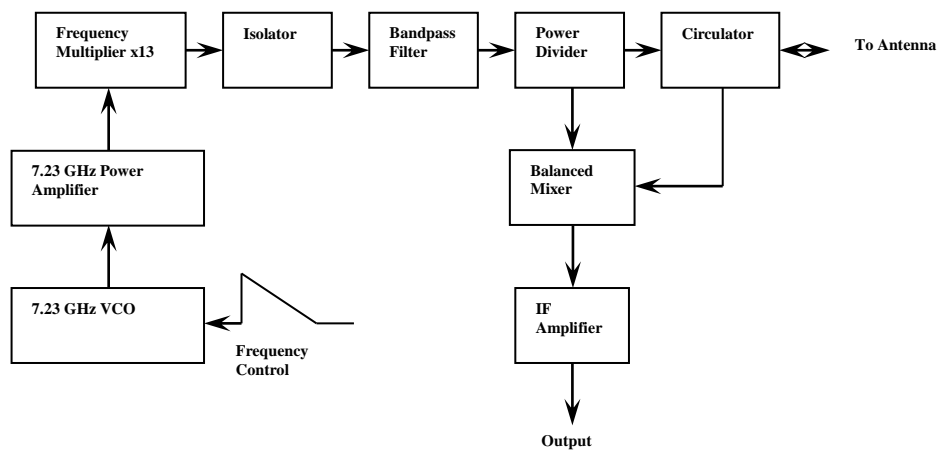 Frequency
Multiplier x13
Isolator
Bandpass
Filter
Power
Divider
Circulator
To Antenna
7.23 GHz Power
Amplifier
Balanced
Mixer
7.23 GHz VCO
Frequency
Control
IF
Amplifier
Output